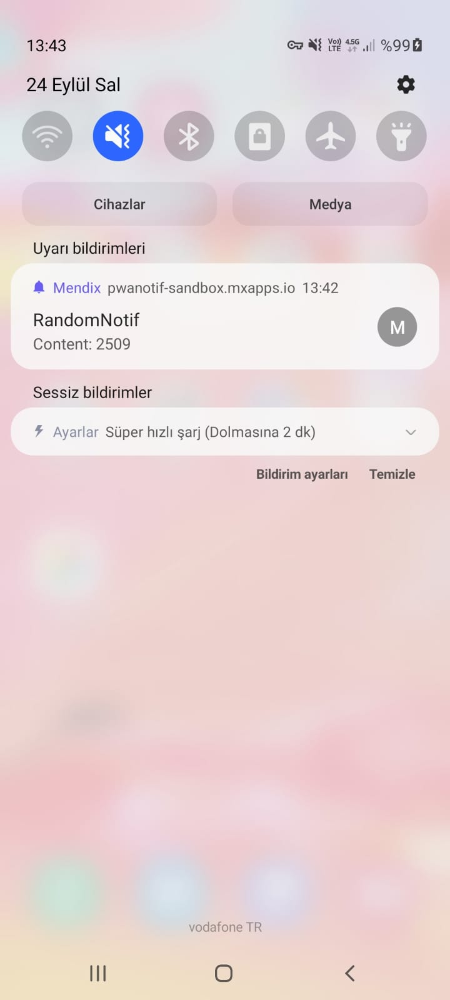 13:43 Vo)) LTE 4.5G %99
24 Eylül Sal
Cihazlar Medya
Uyarı bildirimleri
Mendix pwanotif-sandbox.mxapps.io 13:42
RandomNotif
M
Content: 2509
Sessiz bildirimler
Ayarlar Süper hızlı şarj (Dolmasına 2 dk)
Bildirim ayarları Temizle
vodafone TR